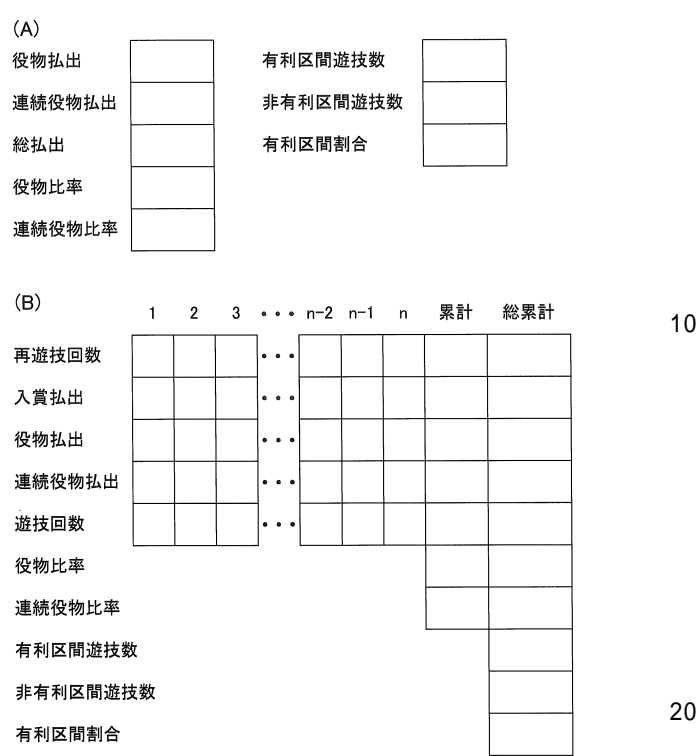 (A)
役物払出 有利区間遊技数
連続役物払出 非有利区間遊技数
総払出 有利区間割合
役物比率
連続役物比率
(B)
1 2 3 ・・・ n-2 n-1 n 累計 総累計
10
再遊技回数 ・・・
入賞払出 ・・・
役物払出 ・・・
連続役物払出 ・・・
遊技回数 ・・・
役物比率
連続役物比率
有利区間遊技数
非有利区間遊技数
20
有利区間割合